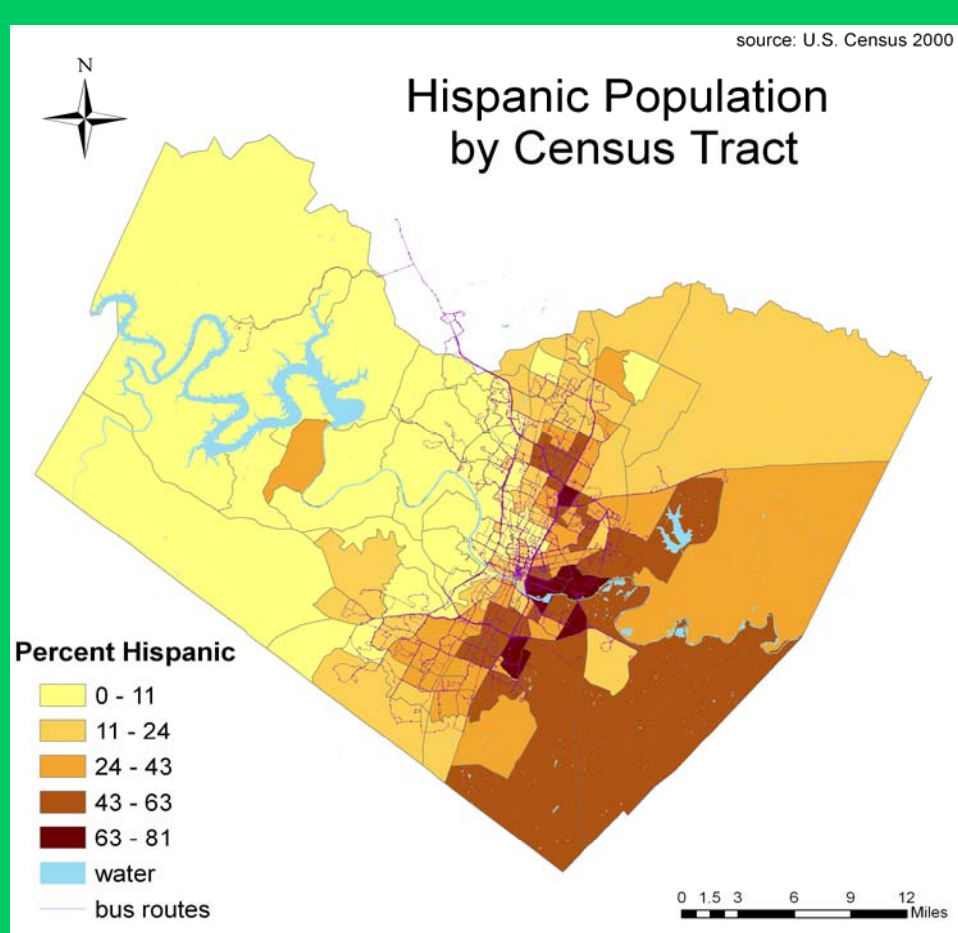 source: U.S. Census 2000
N
Hispanic Population
by Census Tract
Percent Hispanic
0 - 11
11 - 24
24 - 43
43 - 63
63 - 81
water
bus routes
0 1.5 3 6 9 12
Miles